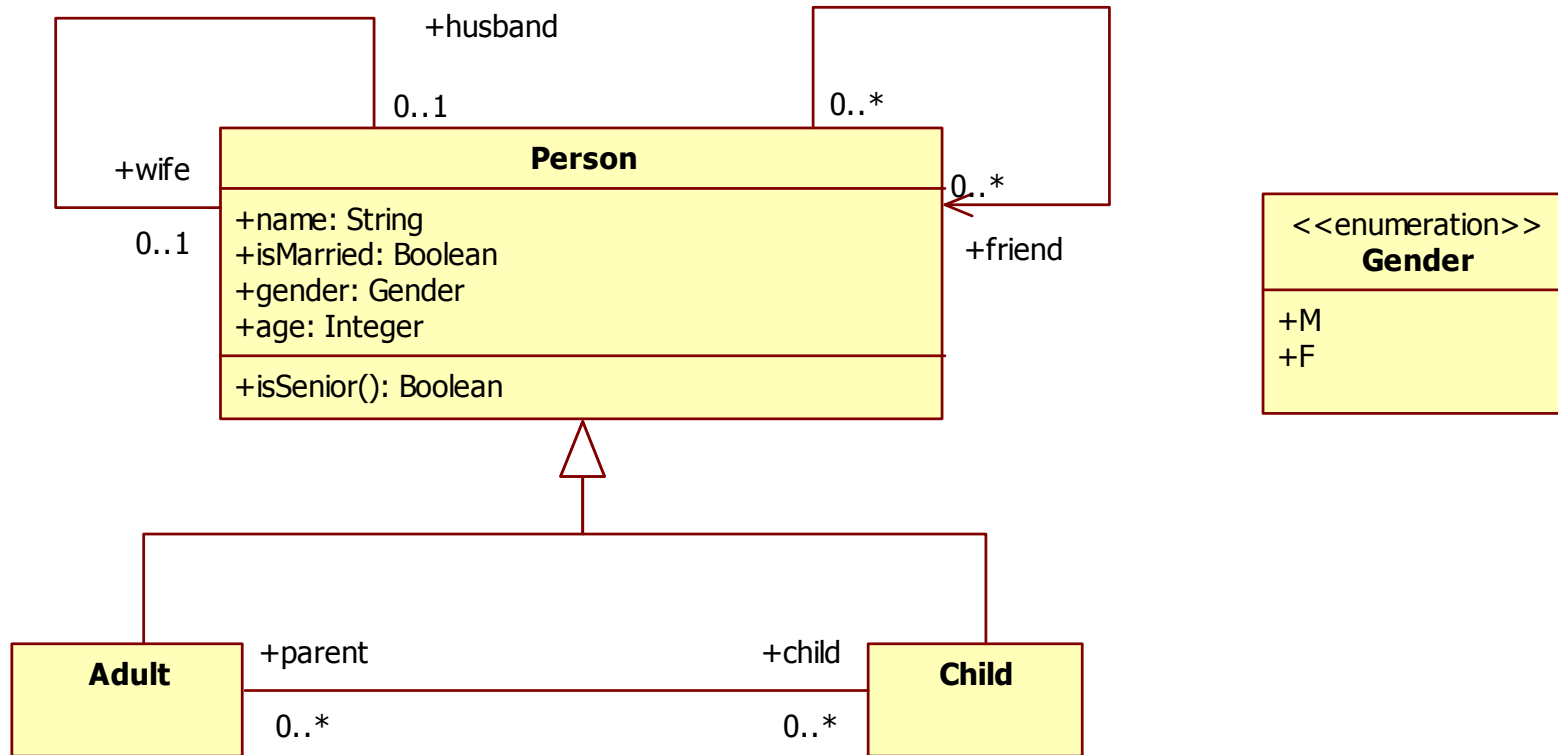 +husband
0..1
0..*
+wife
0..1
Person
+name: String
+isMarried: Boolean
+gender: Gender
+age: Integer
+isSenior(): Boolean
0..*
+friend
<<enumeration>>
Gender
+M
+F
Adult
+parent
0..*
+child
0..*
Child